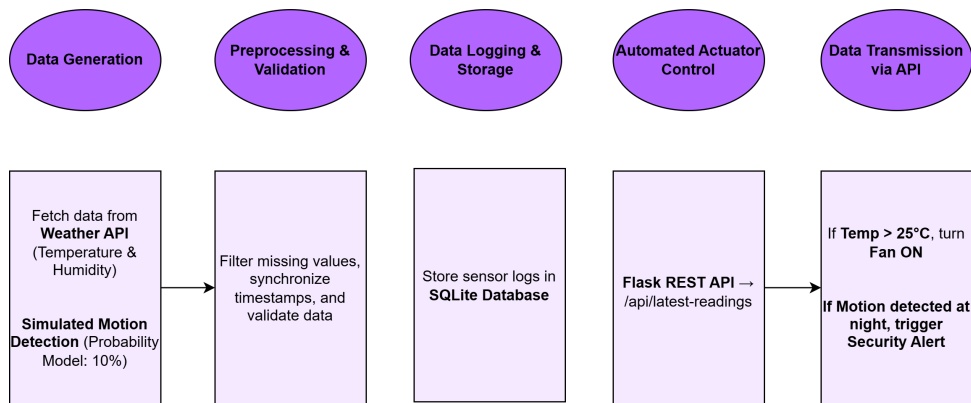 Data Generation
Preprocessing &
Validation
Data Logging &
Storage
Automated Actuator
Control
Data Transmission
via API
Fetch data from
Weather API
(Temperature &
Humidity)
Simulated Motion
Detection (Probability
Model: 10%)
Filter missing values,
synchronize
timestamps, and
validate data
Store sensor logs in
SQLite Database
Flask REST API →
/api/latest-readings
If Temp > 25°C, turn
Fan ON
If Motion detected at
night, trigger
Security Alert